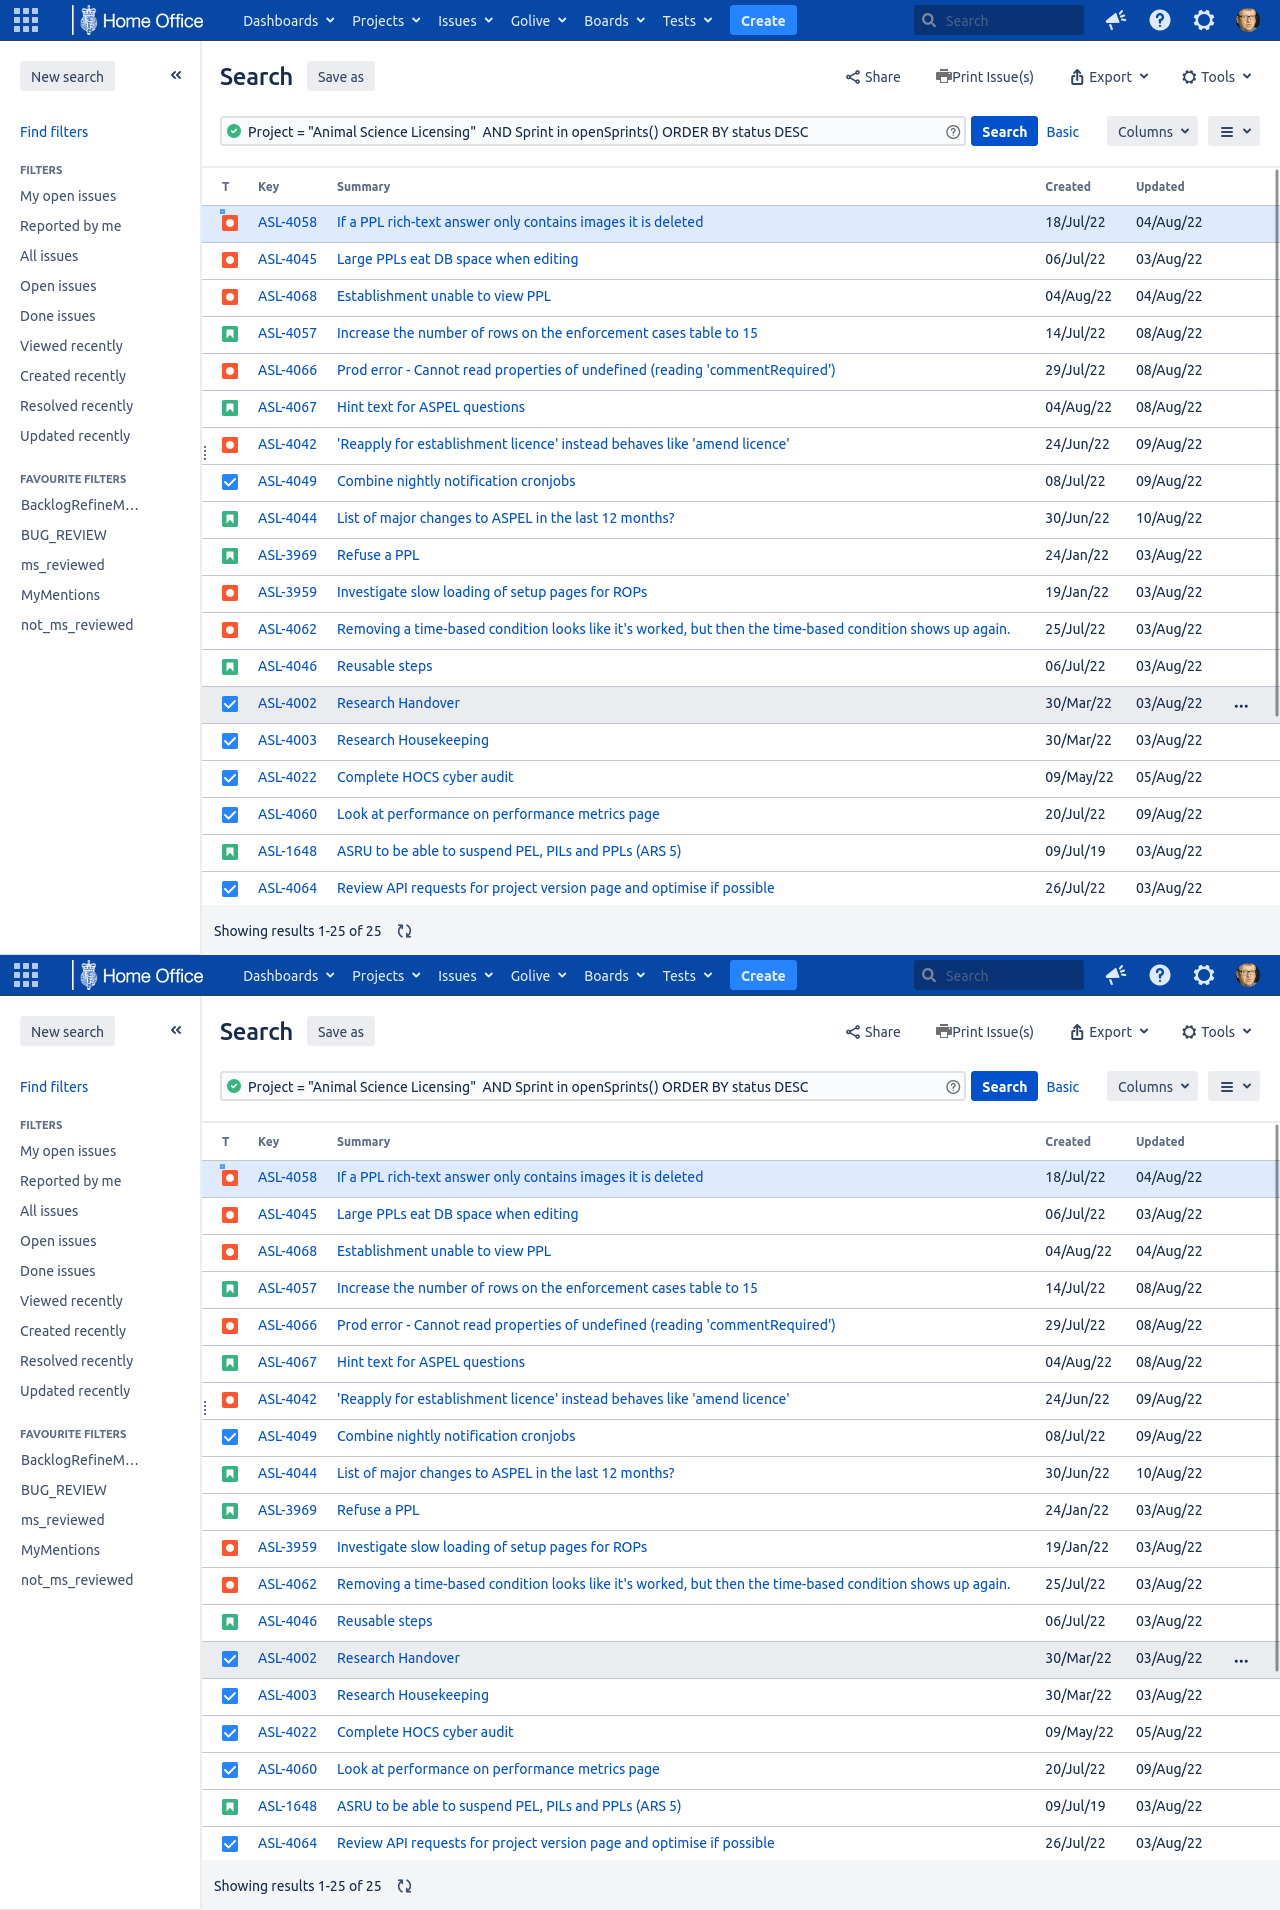 Home Office Dashboards Projects Issues Golive Boards Tests Create Search
New search
Search Save as Share Print Issue(s) Export Tools
Find filters
Project = "Animal Science Licensing"  AND Sprint in openSprints() ORDER BY status DESC Search Basic Columns
FILTERS
My open issues
Reported by me
All issues
Open issues
Done issues
Viewed recently
Created recently
Resolved recently
Updated recently
FAVOURITE FILTERS
BacklogRefineM...
BUG_REVIEW
ms_reviewed
MyMentions
not_ms_reviewed
T Key Summary Created Updated
ASL-4058 If a PPL rich-text answer only contains images it is deleted 18/Jul/22 04/Aug/22
ASL-4045 Large PPLs eat DB space when editing 06/Jul/22 03/Aug/22
ASL-4068 Establishment unable to view PPL 04/Aug/22 04/Aug/22
ASL-4057 Increase the number of rows on the enforcement cases table to 15 14/Jul/22 08/Aug/22
ASL-4066 Prod error - Cannot read properties of undefined (reading 'commentRequired') 29/Jul/22 08/Aug/22
ASL-4067 Hint text for ASPEL questions 04/Aug/22 08/Aug/22
ASL-4042 'Reapply for establishment licence' instead behaves like 'amend licence' 24/Jun/22 09/Aug/22
ASL-4049 Combine nightly notification cronjobs 08/Jul/22 09/Aug/22
ASL-4044 List of major changes to ASPEL in the last 12 months? 30/Jun/22 10/Aug/22
ASL-3969 Refuse a PPL 24/Jan/22 03/Aug/22
ASL-3959 Investigate slow loading of setup pages for ROPs 19/Jan/22 03/Aug/22
ASL-4062 Removing a time-based condition looks like it's worked, but then the time-based condition shows up again. 25/Jul/22 03/Aug/22
ASL-4046 Reusable steps 06/Jul/22 03/Aug/22
ASL-4002 Research Handover 30/Mar/22 03/Aug/22
ASL-4003 Research Housekeeping 30/Mar/22 03/Aug/22
ASL-4022 Complete HOCS cyber audit 09/May/22 05/Aug/22
ASL-4060 Look at performance on performance metrics page 20/Jul/22 09/Aug/22
ASL-1648 ASRU to be able to suspend PEL, PILs and PPLs (ARS 5) 09/Jul/19 03/Aug/22
ASL-4064 Review API requests for project version page and optimise if possible 26/Jul/22 03/Aug/22
Showing results 1-25 of 25
Home Office Dashboards Projects Issues Golive Boards Tests Create Search
New search
Search Save as Share Print Issue(s) Export Tools
Find filters
Project = "Animal Science Licensing"  AND Sprint in openSprints() ORDER BY status DESC Search Basic Columns
FILTERS
My open issues
Reported by me
All issues
Open issues
Done issues
Viewed recently
Created recently
Resolved recently
Updated recently
FAVOURITE FILTERS
BacklogRefineM...
BUG_REVIEW
ms_reviewed
MyMentions
not_ms_reviewed
T Key Summary Created Updated
ASL-4058 If a PPL rich-text answer only contains images it is deleted 18/Jul/22 04/Aug/22
ASL-4045 Large PPLs eat DB space when editing 06/Jul/22 03/Aug/22
ASL-4068 Establishment unable to view PPL 04/Aug/22 04/Aug/22
ASL-4057 Increase the number of rows on the enforcement cases table to 15 14/Jul/22 08/Aug/22
ASL-4066 Prod error - Cannot read properties of undefined (reading 'commentRequired') 29/Jul/22 08/Aug/22
ASL-4067 Hint text for ASPEL questions 04/Aug/22 08/Aug/22
ASL-4042 'Reapply for establishment licence' instead behaves like 'amend licence' 24/Jun/22 09/Aug/22
ASL-4049 Combine nightly notification cronjobs 08/Jul/22 09/Aug/22
ASL-4044 List of major changes to ASPEL in the last 12 months? 30/Jun/22 10/Aug/22
ASL-3969 Refuse a PPL 24/Jan/22 03/Aug/22
ASL-3959 Investigate slow loading of setup pages for ROPs 19/Jan/22 03/Aug/22
ASL-4062 Removing a time-based condition looks like it's worked, but then the time-based condition shows up again. 25/Jul/22 03/Aug/22
ASL-4046 Reusable steps 06/Jul/22 03/Aug/22
ASL-4002 Research Handover 30/Mar/22 03/Aug/22
ASL-4003 Research Housekeeping 30/Mar/22 03/Aug/22
ASL-4022 Complete HOCS cyber audit 09/May/22 05/Aug/22
ASL-4060 Look at performance on performance metrics page 20/Jul/22 09/Aug/22
ASL-1648 ASRU to be able to suspend PEL, PILs and PPLs (ARS 5) 09/Jul/19 03/Aug/22
ASL-4064 Review API requests for project version page and optimise if possible 26/Jul/22 03/Aug/22
Showing results 1-25 of 25